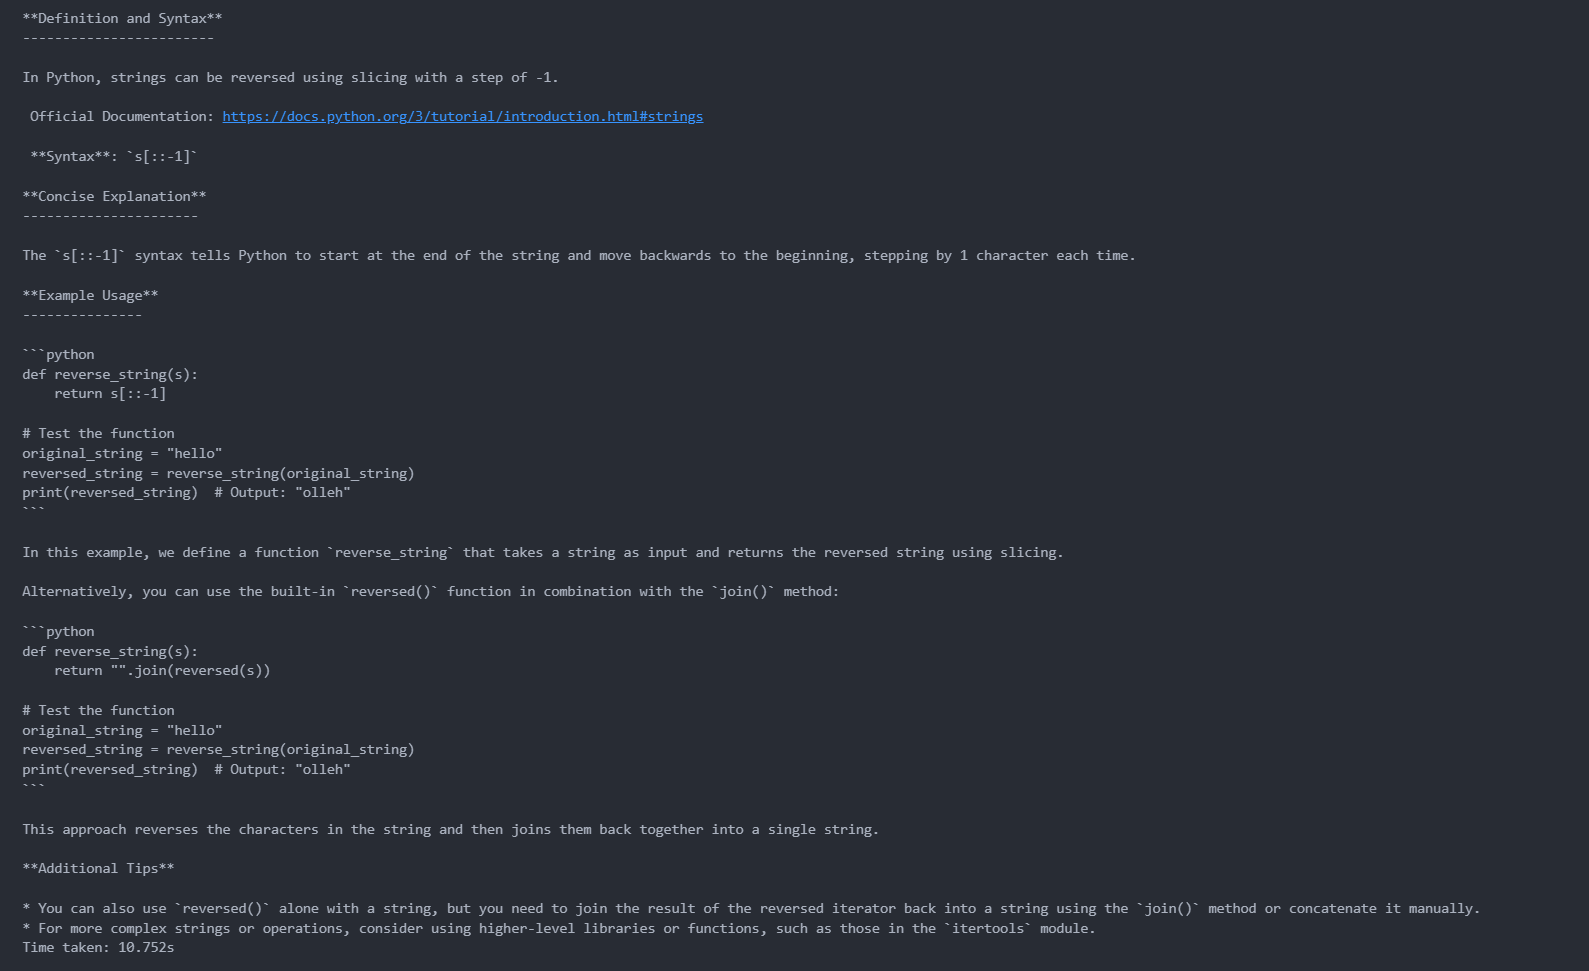 **Definition and Syntax**
------------------------
In Python, strings can be reversed using slicing with a step of -1.
Official Documentation: https://docs.python.org/3/tutorial/introduction.html#strings
**Syntax**: `s[::-1]`
**Concise Explanation**
----------------------
The `s[::-1]` syntax tells Python to start at the end of the string and move backwards to the beginning, stepping by 1 character each time.
**Example Usage**
---------------
```python
def reverse_string(s):
    return s[::-1]
# Test the function
original_string = "hello"
reversed_string = reverse_string(original_string)
print(reversed_string)  # Output: "olleh"
```
In this example, we define a function `reverse_string` that takes a string as input and returns the reversed string using slicing.
Alternatively, you can use the built-in `reversed()` function in combination with the `join()` method:
```python
def reverse_string(s):
    return "".join(reversed(s))
# Test the function
original_string = "hello"
reversed_string = reverse_string(original_string)
print(reversed_string)  # Output: "olleh"
```
This approach reverses the characters in the string and then joins them back together into a single string.
**Additional Tips**
* You can also use `reversed()` alone with a string, but you need to join the result of the reversed iterator back into a string using the `join()` method or concatenate it manually.
* For more complex strings or operations, consider using higher-level libraries or functions, such as those in the `itertools` module.
Time taken: 10.752s